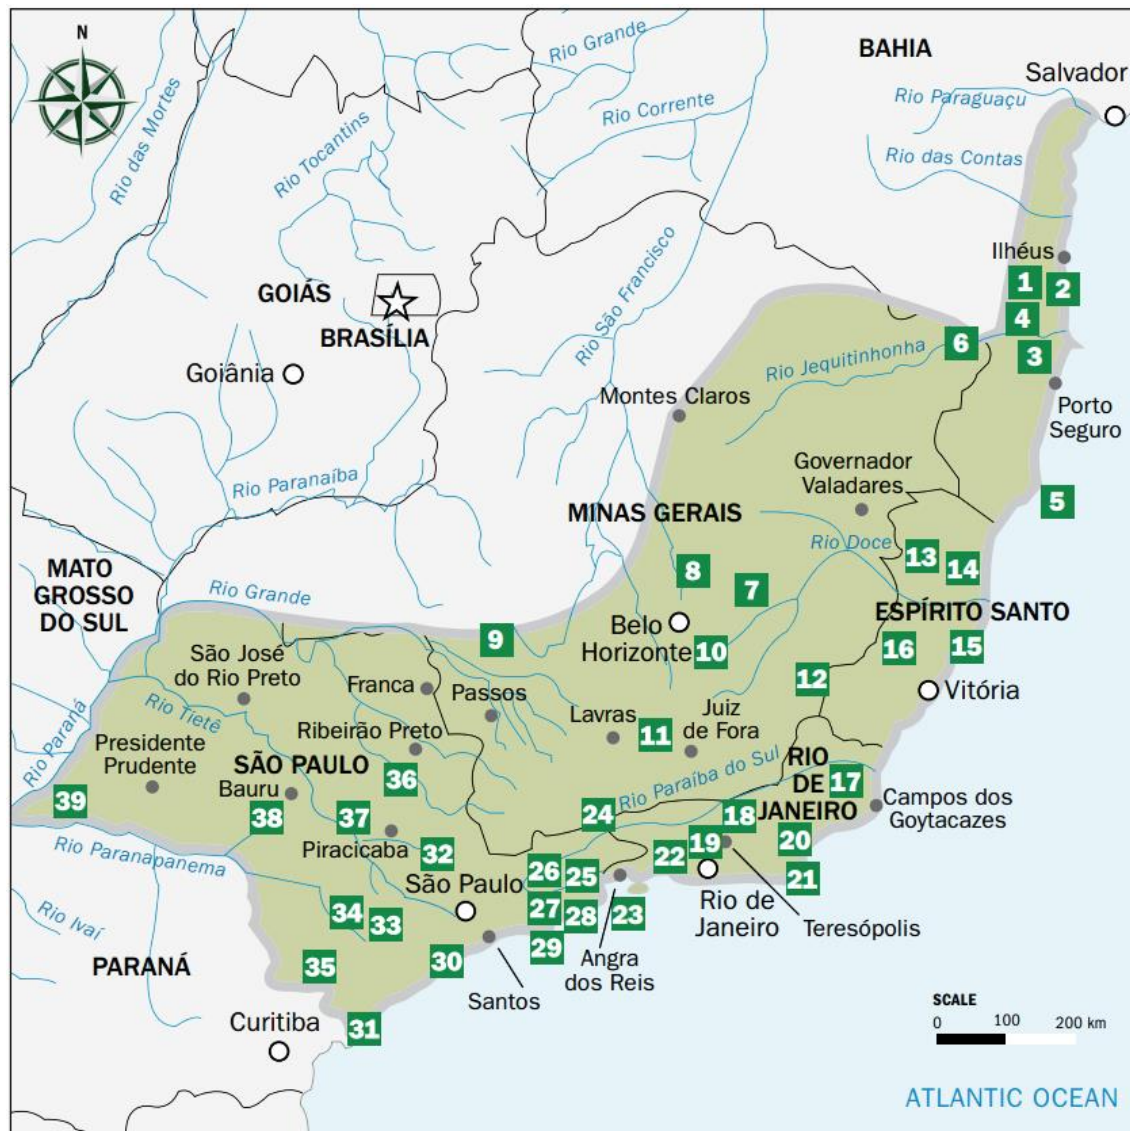 N
Rio Grande
BAHIA
Salvador
Rio das Mortes
Rio Tocantins
Rio Corrente
Rio Paraguaçu
Rio das Contas
Rio São Francisco
Ilhéus
GOIÁS
1
2
BRASÍLIA
4
6
3
Goiânia
Rio Jequitinhonha
Montes Claros
Porto
Seguro
Rio Paranaíba
Governador
Valadares
MINAS GERAIS
5
Rio Doce
13
14
MATO
GROSSO
DO SUL
Rio Grande
8
7
ESPÍRITO SANTO
Belo
Horizonte
9
10
16
15
São José
do Rio Preto
Franca
Passos
12
Vitória
Rio Tietê
Rio Paraná
Lavras
11
Juiz
de Fora
Presidente
Prudente
Ribeirão Preto
SÃO PAULO
Bauru
36
Rio Paraíba do Sul
RIO
DE
JANEIRO
17
39
38
37
24
18
Campos dos
Goytacazes
Rio Paranapanema
Piracicaba
32
19
20
22
26
25
21
São Paulo
Rio de
Janeiro
Rio Ivaí
34
33
27
28
23
Teresópolis
29
PARANÁ
35
30
Angra
dos Reis
Santos
SCALE
0 100 200 km
Curitiba
31
ATLANTIC OCEAN